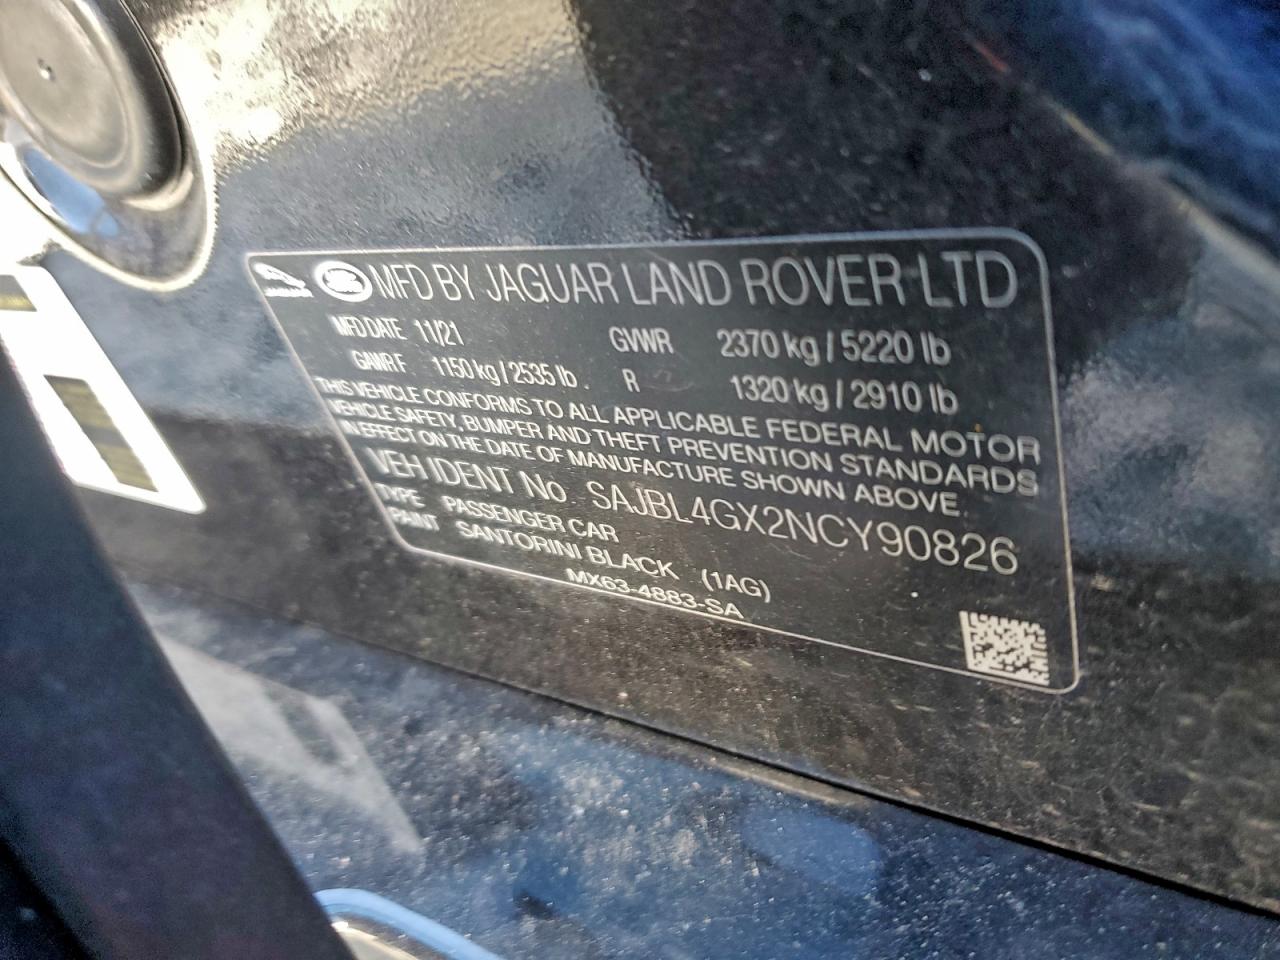 JAGUAR LAND ROVER MFD BY JAGUAR LAND ROVER LTD
MFD DATE 11/21 GVWR 2370 kg / 5220 lb
GAWR F 1150 kg / 2535 lb . R 1320 kg / 2910 lb
THIS VEHICLE CONFORMS TO ALL APPLICABLE FEDERAL MOTOR
VEHICLE SAFETY, BUMPER AND THEFT PREVENTION STANDARDS
IN EFFECT ON THE DATE OF MANUFACTURE SHOWN ABOVE.
VEH IDENT No SAJBL4GX2NCY90826
TYPE PASSENGER CAR
PAINT SANTORINI BLACK (1AG)
MX63-4883-SA